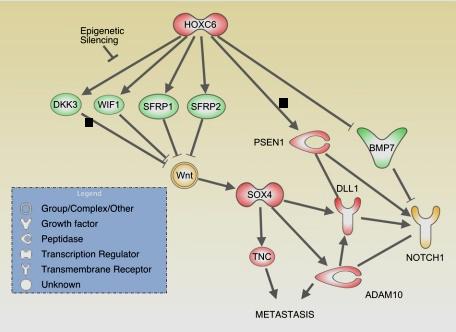 HOXC6
Epigenetic
Silencing
DKK3
WIF1
SFRP1
SFRP2
PSEN1
BMP7
Wnt
DLL1
SOX4
NOTCH1
TNC
ADAM10
METASTASIS
Legend
Group/Complex/Other
Growth factor
Peptidase
Transcription Regulator
Transmembrane Receptor
Unknown